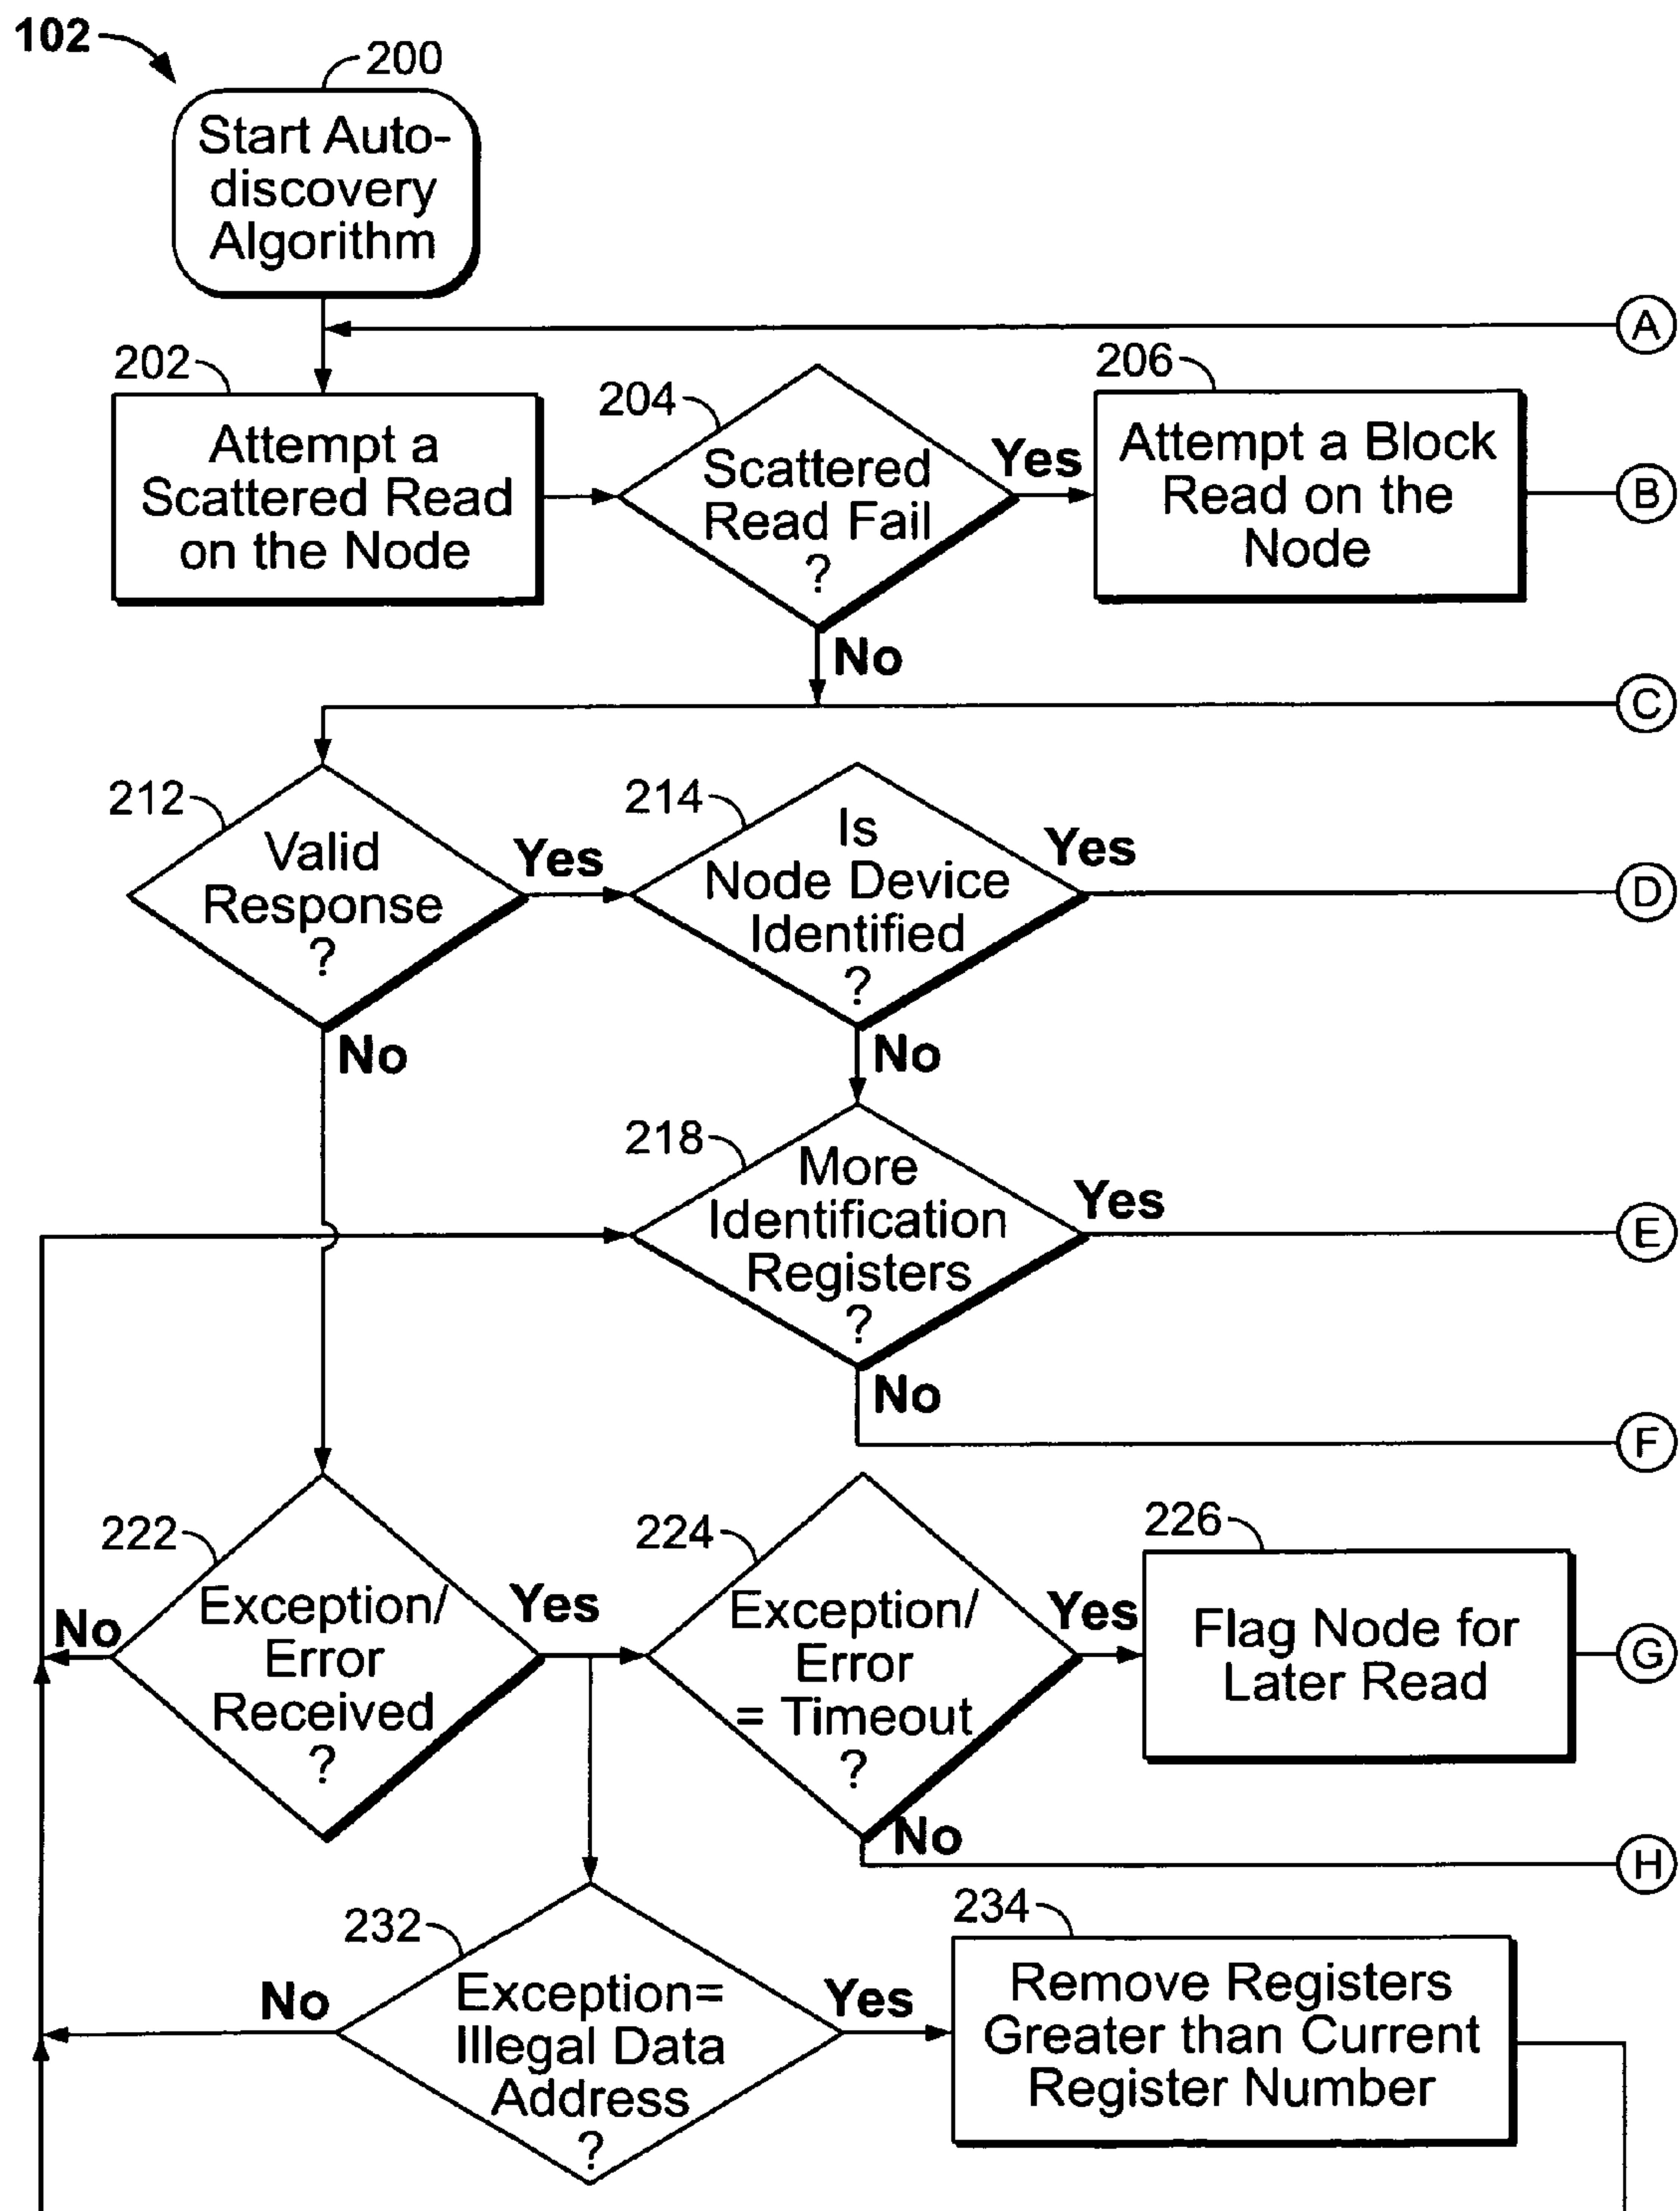 102
200
Start Auto-
discovery
Algorithm
A
202
Attempt a
Scattered Read
on the Node
204
Scattered
Read Fail
?
Yes
No
206
Attempt a Block
Read on the
Node
B
C
212
Valid
Response
?
Yes
No
214
Is
Node Device
Identified
?
Yes
No
D
218
More
Identification
Registers
?
Yes
No
E
F
222
Exception/
Error
Received
?
No
Yes
224
Exception/
Error
= Timeout
?
Yes
No
226
Flag Node for
Later Read
G
H
232
Exception=
Illegal Data
Address
?
No
Yes
234
Remove Registers
Greater than Current
Register Number